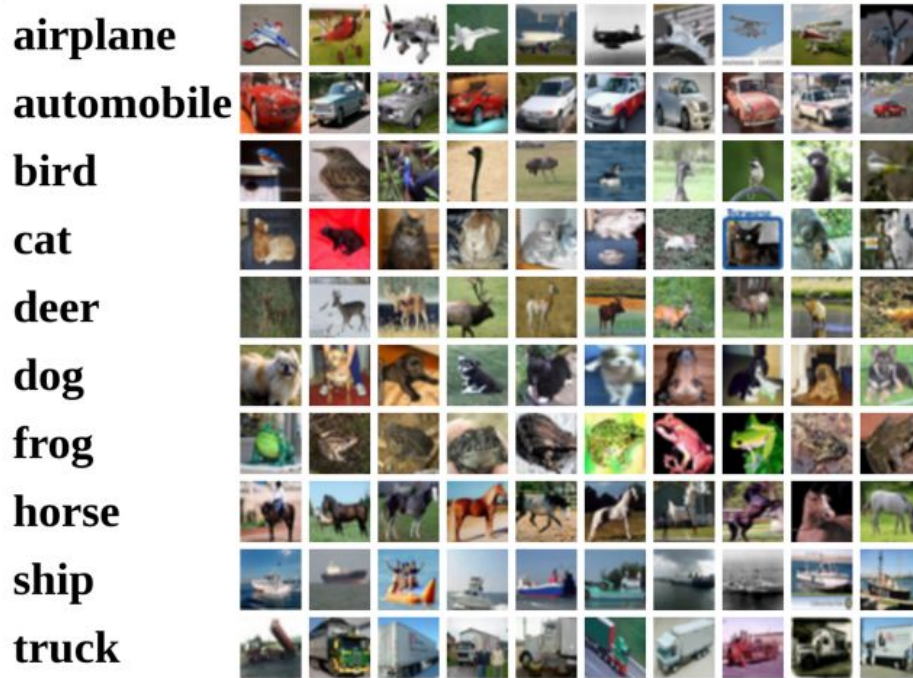 airplane
automobile
bird
cat
deer
dog
frog
horse
ship
truck